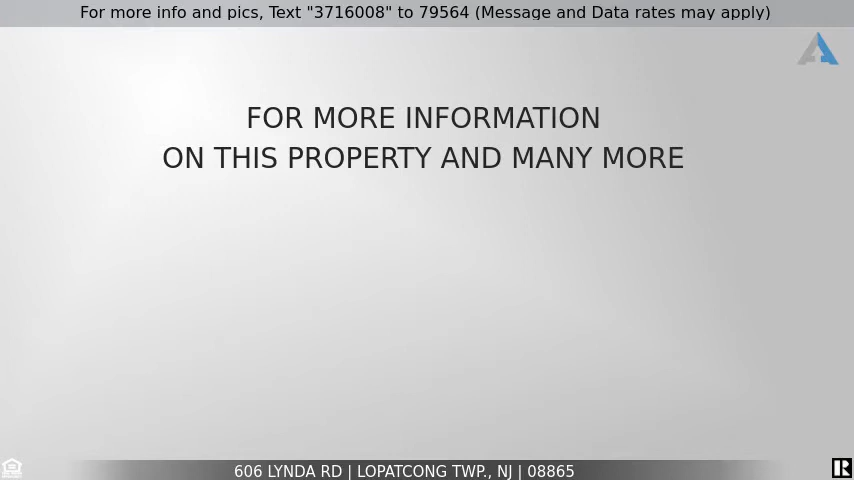 For more info and pics, Text "3716008" to 79564 (Message and Data rates may apply)
FOR MORE INFORMATION
ON THIS PROPERTY AND MANY MORE
606 LYNDA RD | LOPATCONG TWP., NJ | 08865